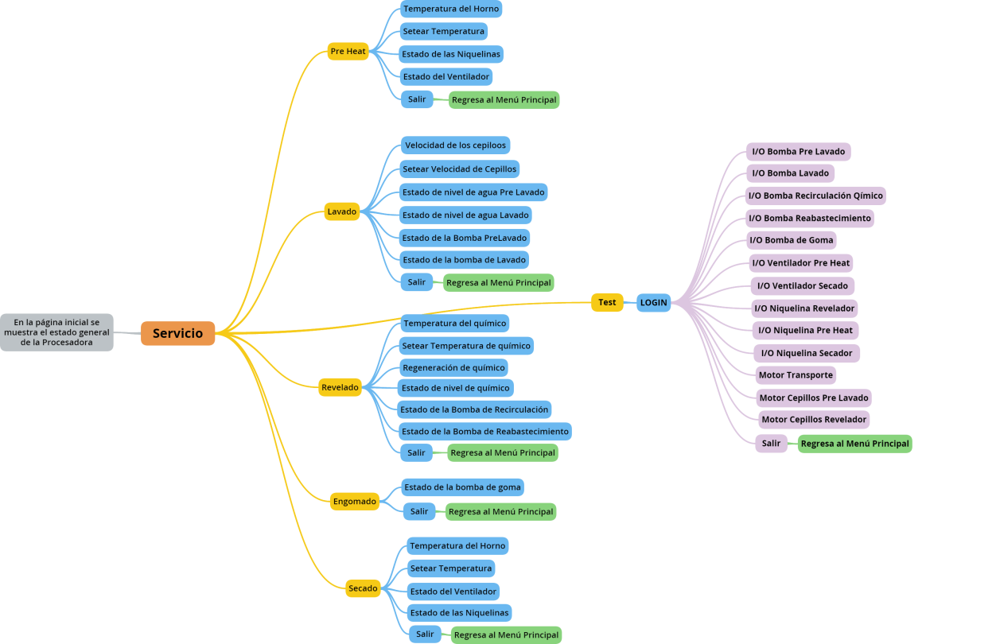 En la página inicial se
muestra el estado general
de la Procesadora
Servicio
Pre Heat
Temperatura del Horno
Setear Temperatura
Estado de las Niquelinas
Estado del Ventilador
Salir
Regresa al Menú Principal
Lavado
Velocidad de los cepiloos
Setear Velocidad de Cepillos
Estado de nivel de agua Pre Lavado
Estado de nivel de agua Lavado
Estado de la Bomba PreLavado
Estado de la bomba de Lavado
Salir
Regresa al Menú Principal
Test
LOGIN
I/O Bomba Pre Lavado
I/O Bomba Lavado
I/O Bomba Recirculación Qímico
I/O Bomba Reabastecimiento
I/O Bomba de Goma
I/O Ventilador Pre Heat
I/O Ventilador Secado
I/O Niquelina Revelador
I/O Niquelina Pre Heat
I/O Niquelina Secador
Motor Transporte
Motor Cepillos Pre Lavado
Motor Cepillos Revelador
Salir
Regresa al Menú Principal
Revelado
Temperatura del químico
Setear Temperatura de químico
Regeneración de químico
Estado de nivel de químico
Estado de la Bomba de Recirculación
Estado de la Bomba de Reabastecimiento
Salir
Regresa al Menú Principal
Engomado
Estado de la bomba de goma
Salir
Regresa al Menú Principal
Secado
Temperatura del Horno
Setear Temperatura
Estado del Ventilador
Estado de las Niquelinas
Salir
Regresa al Menú Principal